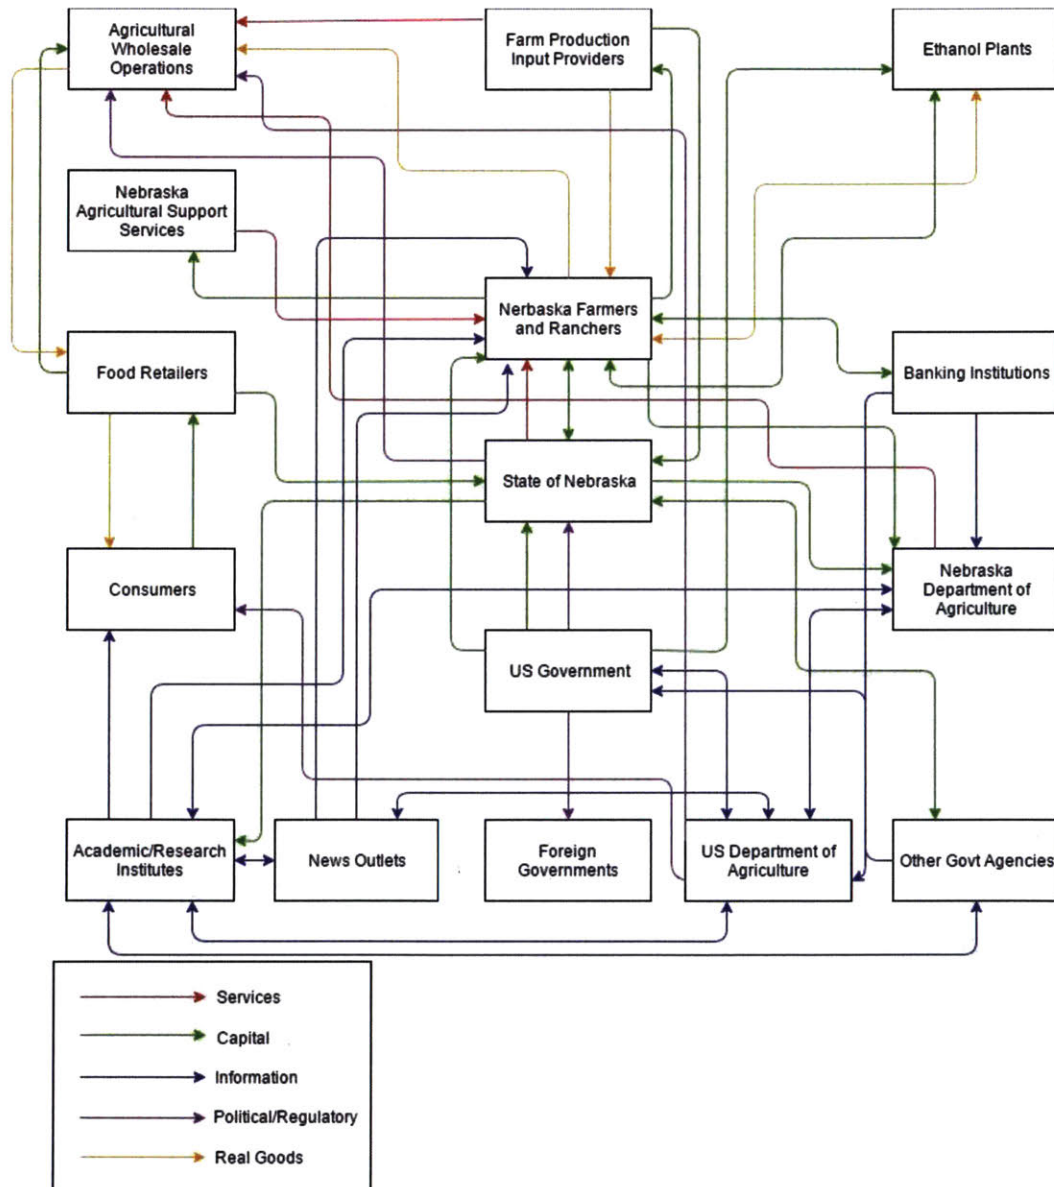 Agricultural
Wholesale
Operations
Farm Production
Input Providers
Ethanol Plants
Nebraska
Agricultural Support
Services
Nerbaska Farmers
and Ranchers
Food Retailers
Banking Institutions
State of Nebraska
Consumers
Nebraska
Department of
Agriculture
US Government
Academic/Research
Institutes
News Outlets
Foreign
Governments
US Department of
Agriculture
Other Govt Agencies
Services
Capital
Information
Political/Regulatory
Real Goods